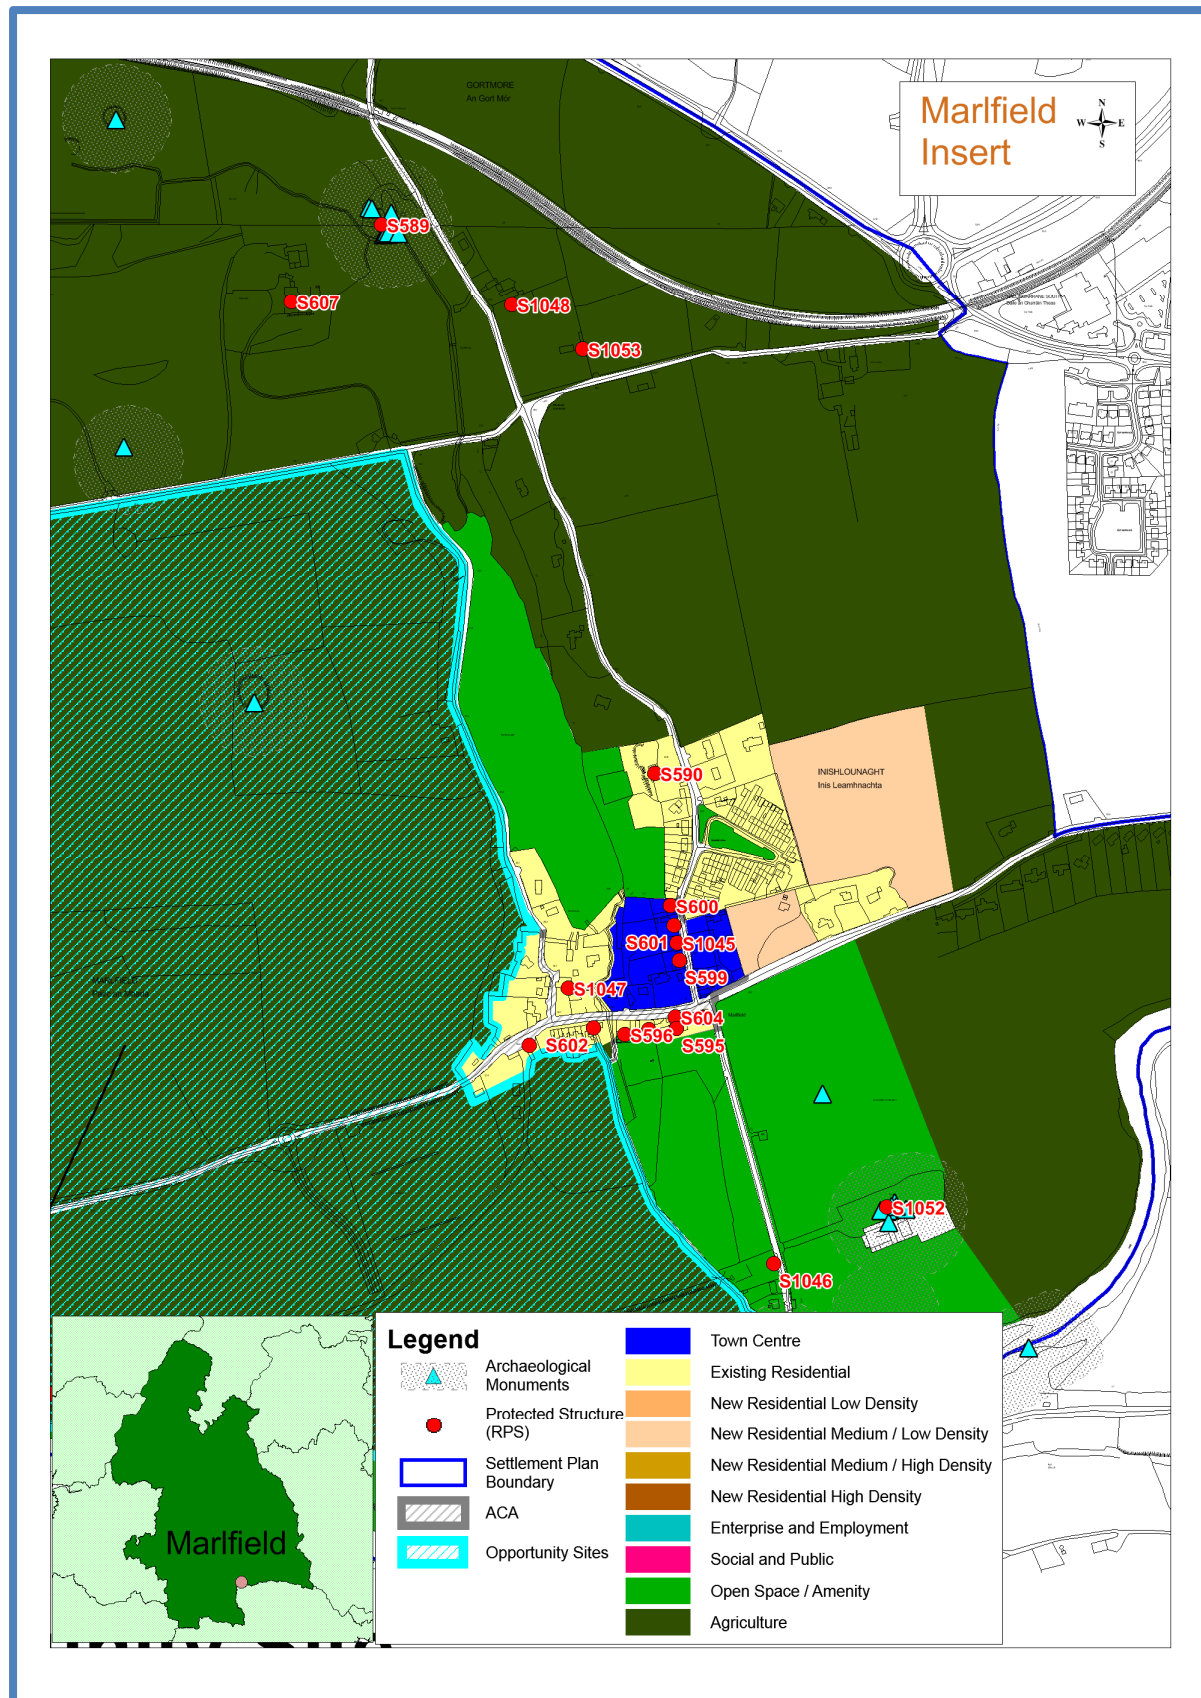 GORTMORE
An Gort Mór
Marlfield
Insert
N
W E
S
S589
S607
S1048
S1053
S590
INISHLOUNAGHT
Inis Leamhnachta
S600
S601
S1045
S599
S1047
S604
S596
S595
S602
Marlfield
S1052
S1046
Legend
Archaeological
Monuments
Protected Structure
(RPS)
Settlement Plan
Boundary
ACA
Opportunity Sites
Town Centre
Existing Residential
New Residential Low Density
New Residential Medium / Low Density
New Residential Medium / High Density
New Residential High Density
Enterprise and Employment
Social and Public
Open Space / Amenity
Agriculture
Marlfield